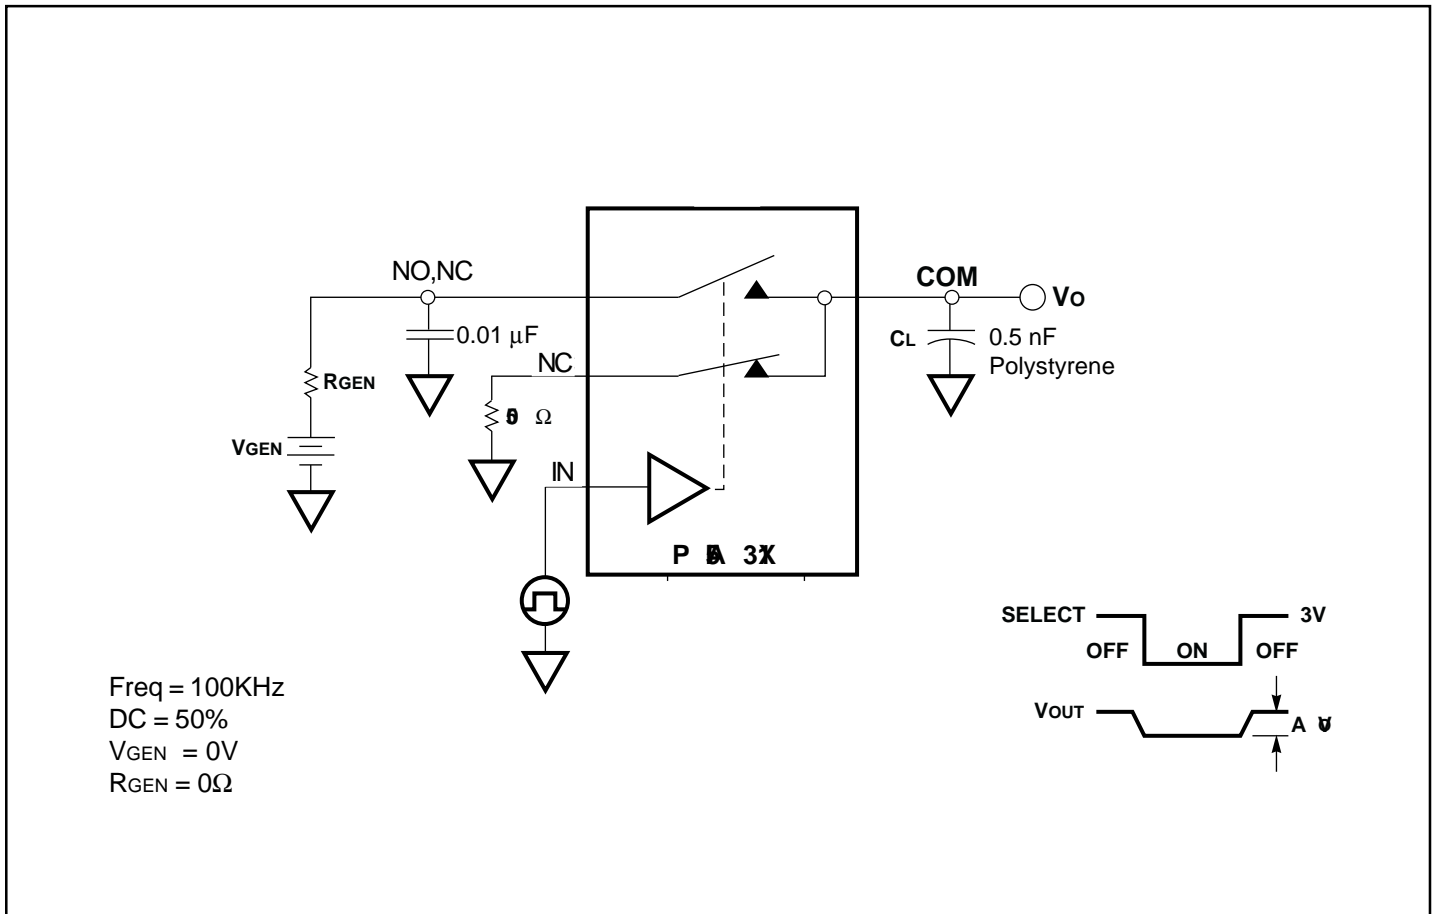 NO,NC
COM
VO
0.01 μF
CL
0.5 nF
Polystyrene
NC
RGEN
Ω
VGEN
IN
SELECT
3V
OFF
ON
OFF
VOUT
Freq = 100KHz
DC = 50%
VGEN = 0V
RGEN = 0Ω